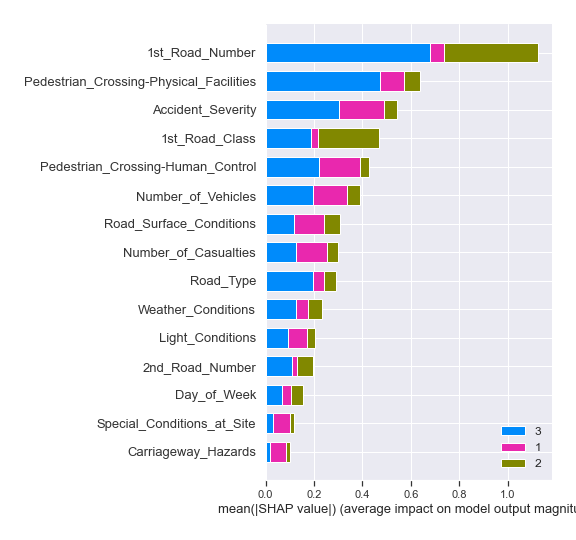 1st_Road_Number
Pedestrian_Crossing-Physical_Facilities
Accident_Severity
1st_Road_Class
Pedestrian_Crossing-Human_Control
Number_of_Vehicles
Road_Surface_Conditions
Number_of_Casualties
Road_Type
Weather_Conditions
Light_Conditions
2nd_Road_Number
Day_of_Week
Special_Conditions_at_Site
Carriageway_Hazards
3
1
2
0.0 0.2 0.4 0.6 0.8 1.0
mean(|SHAP value|) (average impact on model output magnitu